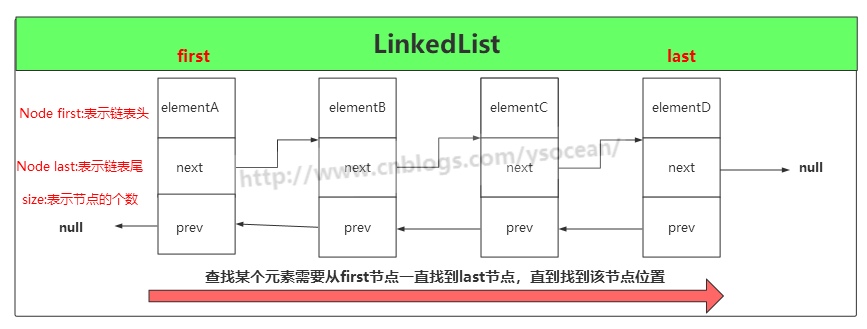 LinkedList
first
last
Node first:表示链表头
elementA
elementB
elementC
elementD
Node last:表示链表尾
next
next
next
next
null
http://www.cnblogs.com/ysocean/
size:表示节点的个数
null
prev
prev
prev
prev
查找某个元素需要从first节点一直找到last节点，直到找到该节点位置